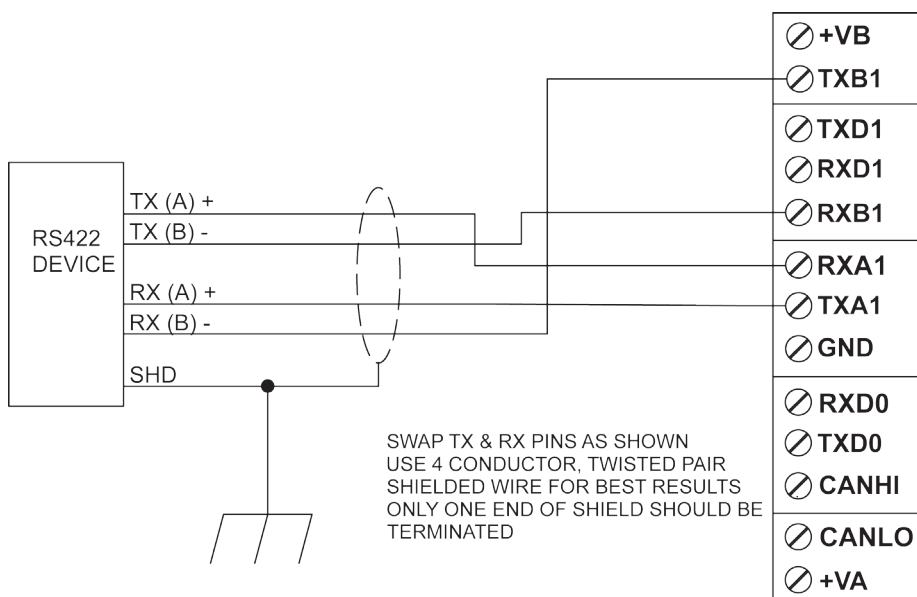 RS422
DEVICE
TX (A) +
TX (B) -
RX (A) +
RX (B) -
SHD
SWAP TX & RX PINS AS SHOWN
USE 4 CONDUCTOR, TWISTED PAIR
SHIELDED WIRE FOR BEST RESULTS
ONLY ONE END OF SHIELD SHOULD BE
TERMINATED
+VB
TXB1
TXD1
RXD1
RXB1
RXA1
TXA1
GND
RXD0
TXD0
CANHI
CANLO
+VA